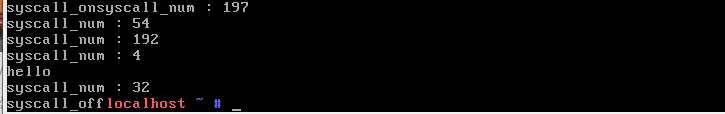 syscall_onsyscall_num : 197
syscall_num : 54
syscall_num : 192
syscall_num : 4
hello
syscall_num : 32
syscall_offlocalhost ~ # _